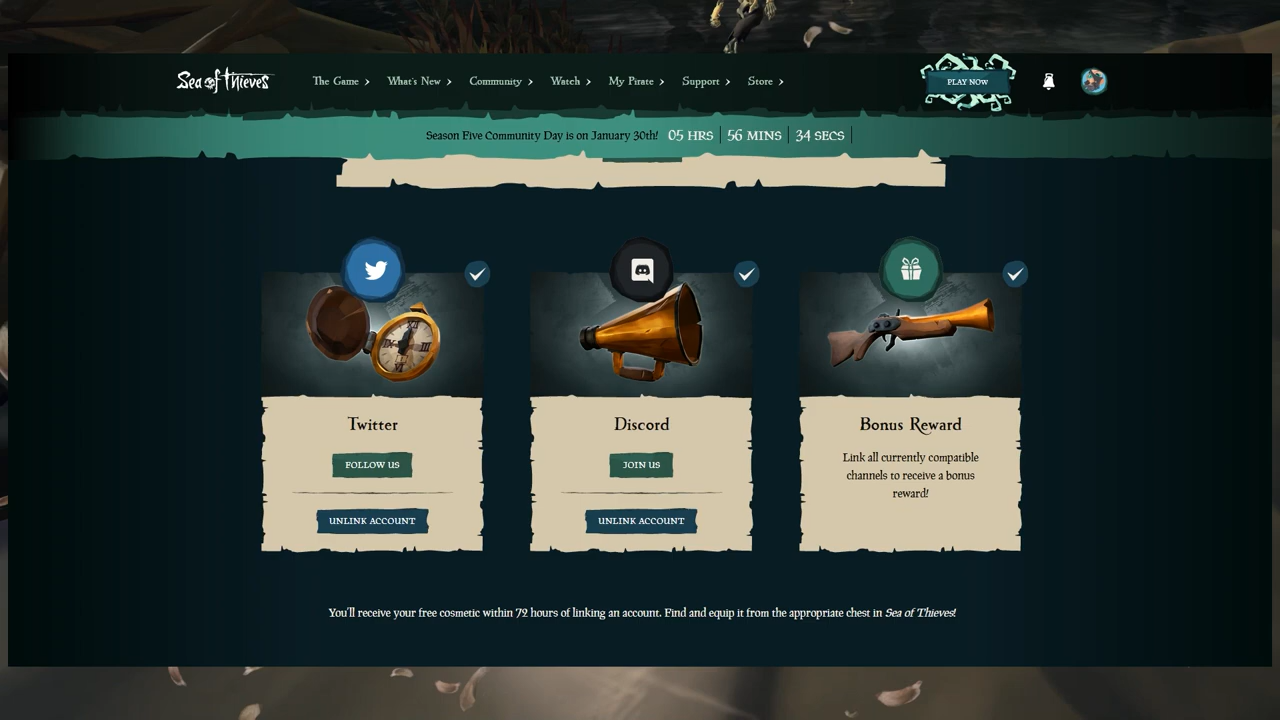 Sea of Thieves
The Game
What's New
Community
Watch
My Pirate
Support
Store
PLAY NOW
Season Five Community Day is on January 30th! 05 HRS 56 MINS 34 SECS
Twitter
FOLLOW US
UNLINK ACCOUNT
Discord
JOIN US
UNLINK ACCOUNT
Bonus Reward
Link all currently compatible
channels to receive a bonus
reward!
You'll receive your free cosmetic within 72 hours of linking an account. Find and equip it from the appropriate chest in Sea of Thieves!